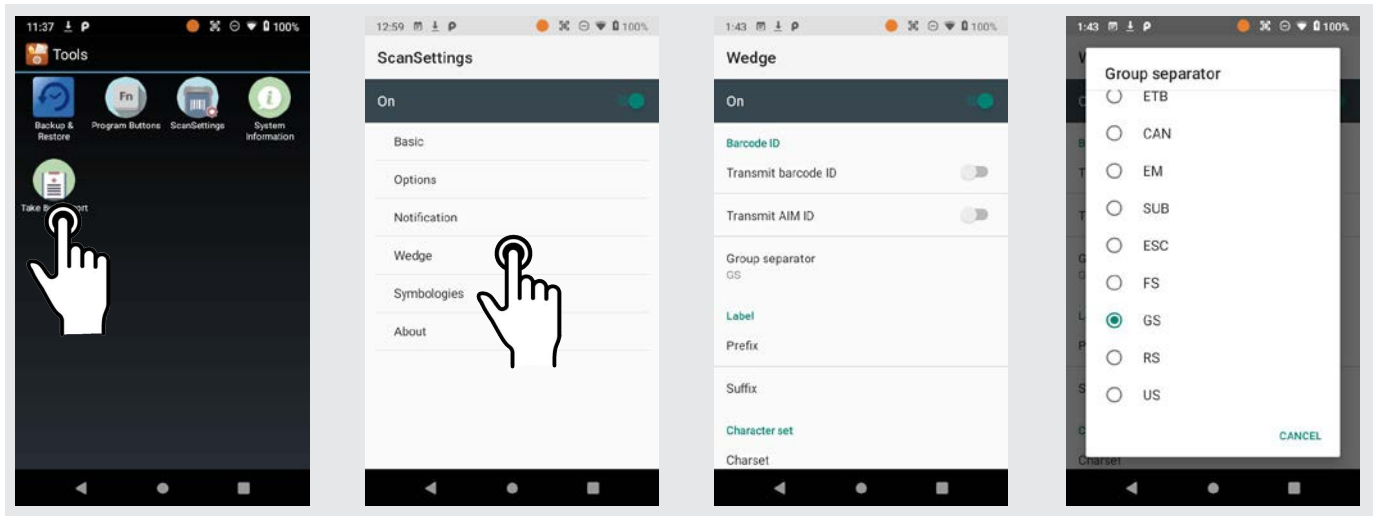 11:37 P 100%
Tools
Backup & Restore
Fn
Program Buttons
ScanSettings
i
System Information
Take
12:59 P 100%
ScanSettings
On
Basic
Options
Notification
Wedge
Symbologies
About
1:43 P 100%
Wedge
On
Barcode ID
Transmit barcode ID
Transmit AIM ID
Group separator
GS
Label
Prefix
Suffix
Character set
Charset
1:43 P 100%
Group separator
ETB
CAN
EM
SUB
ESC
FS
GS
RS
US
CANCEL
Charset